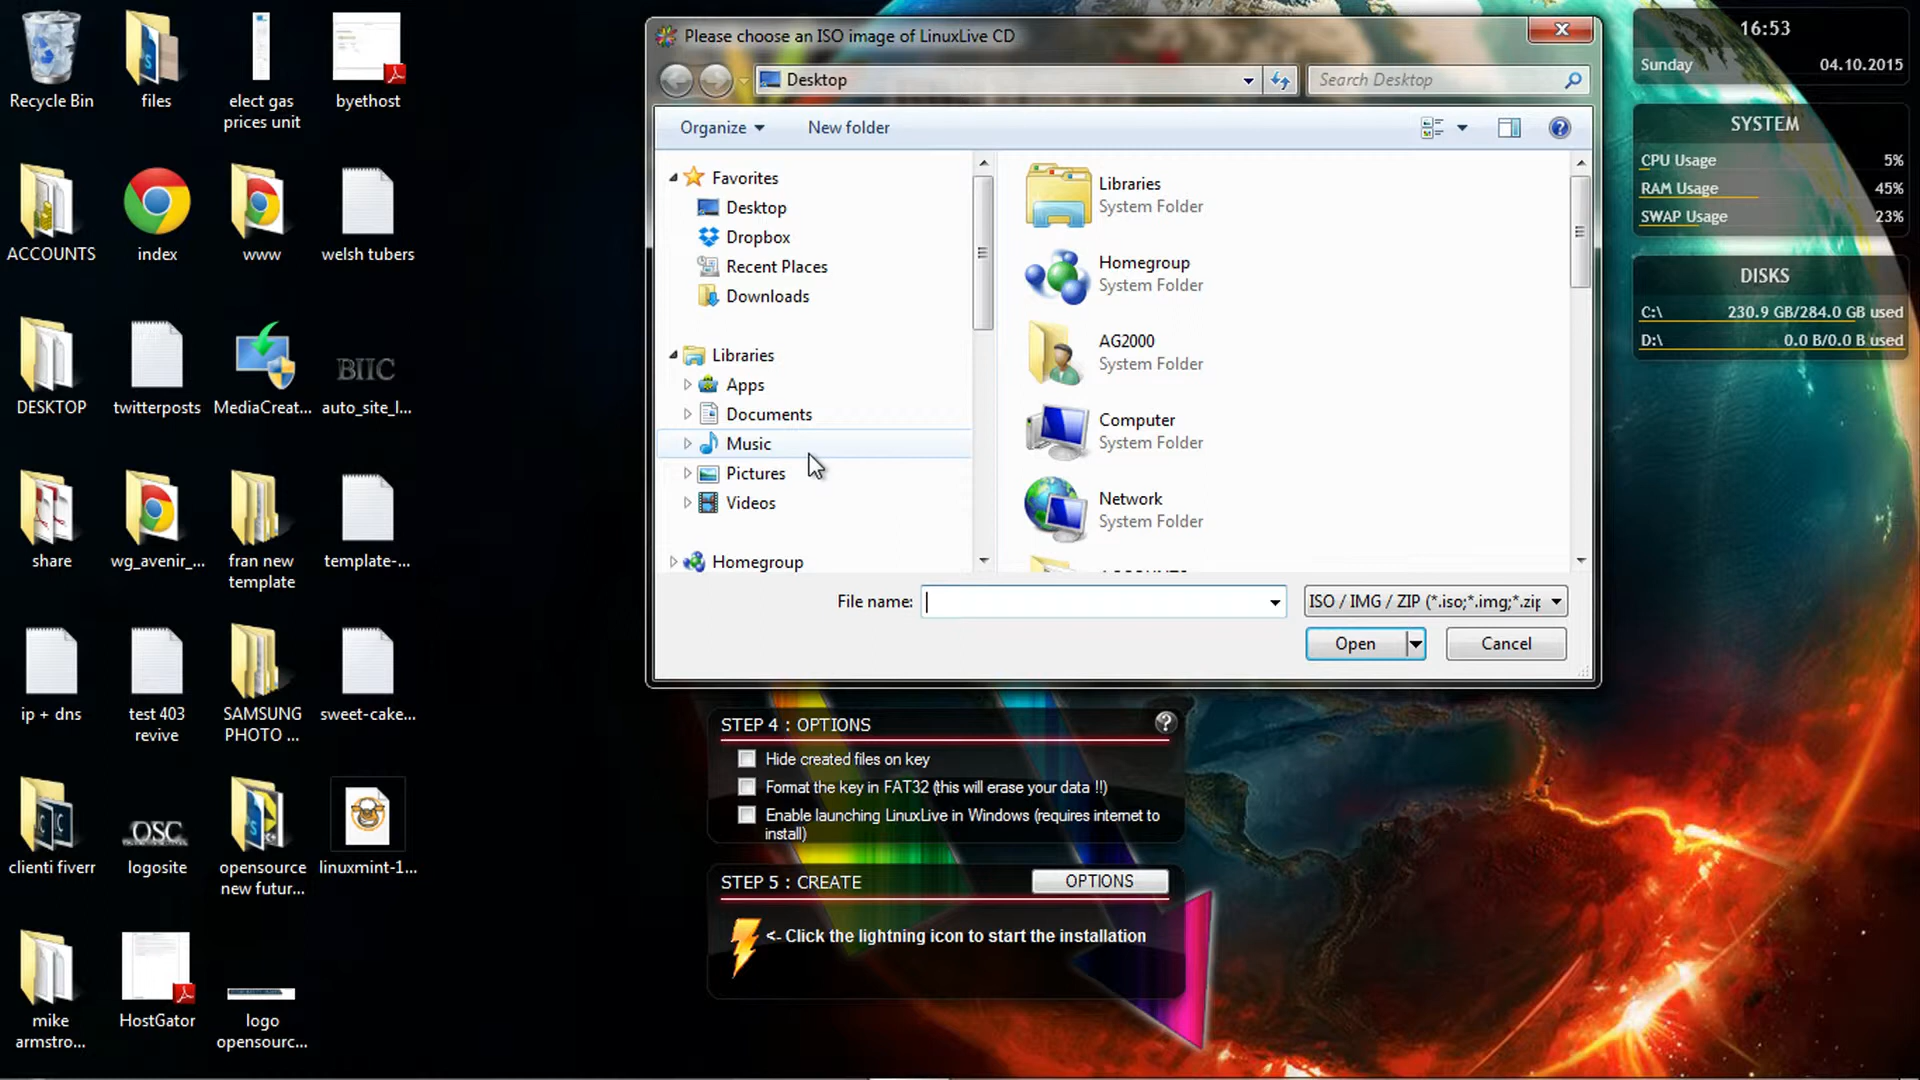 Recycle Bin
files
elect gas
prices unit
byethost
ACCOUNTS
index
www
welsh tubers
DESKTOP
twitterposts
MediaCreat...
BIIC
auto_site_l...
share
wg_avenir_...
fran new
template
template-...
ip + dns
test 403
revive
SAMSUNG
PHOTO ...
sweet-cake...
clienti fiverr
OSC
logosite
opensource
new futur...
linuxmint-1...
mike
armstro...
HostGator
logo
opensourc...
Please choose an ISO image of LinuxLive CD
Desktop
Search Desktop
Organize
New folder
Favorites
Desktop
Dropbox
Recent Places
Downloads
Libraries
Apps
Documents
Music
Pictures
Videos
Homegroup
Libraries
System Folder
Homegroup
System Folder
AG2000
System Folder
Computer
System Folder
Network
System Folder
File name:
ISO / IMG / ZIP (*.iso;*.img;*.zip
Open
Cancel
STEP 4 : OPTIONS
?
Hide created files on key
Format the key in FAT32 (this will erase your data !!)
Enable launching LinuxLive in Windows (requires internet to
install)
STEP 5 : CREATE
OPTIONS
<- Click the lightning icon to start the installation
16:53
Sunday
04.10.2015
SYSTEM
CPU Usage 5%
RAM Usage 45%
SWAP Usage 23%
DISKS
C:\ 230.9 GB/284.0 GB used
D:\ 0.0 B/0.0 B used